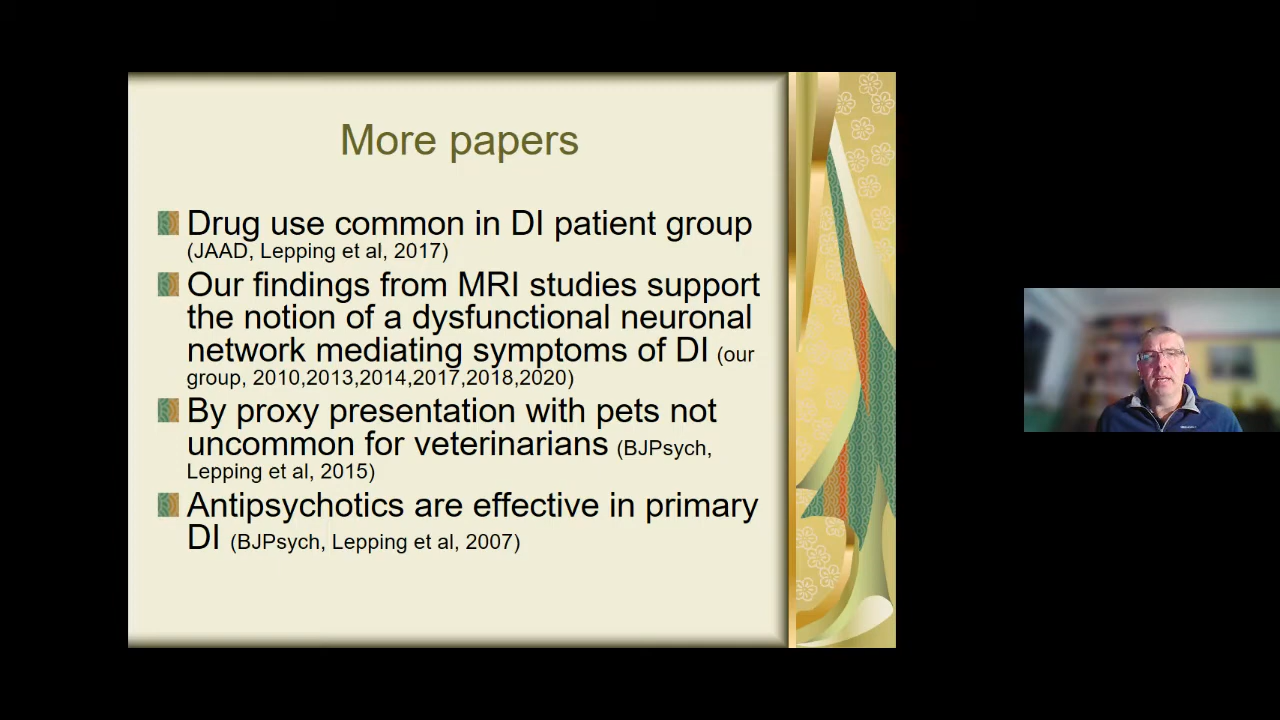 More papers
Drug use common in DI patient group
(JAAD, Lepping et al, 2017)
Our findings from MRI studies support
the notion of a dysfunctional neuronal
network mediating symptoms of DI (our
group, 2010,2013,2014,2017,2018,2020)
By proxy presentation with pets not
uncommon for veterinarians (BJPsych,
Lepping et al, 2015)
Antipsychotics are effective in primary
DI (BJPsych, Lepping et al, 2007)